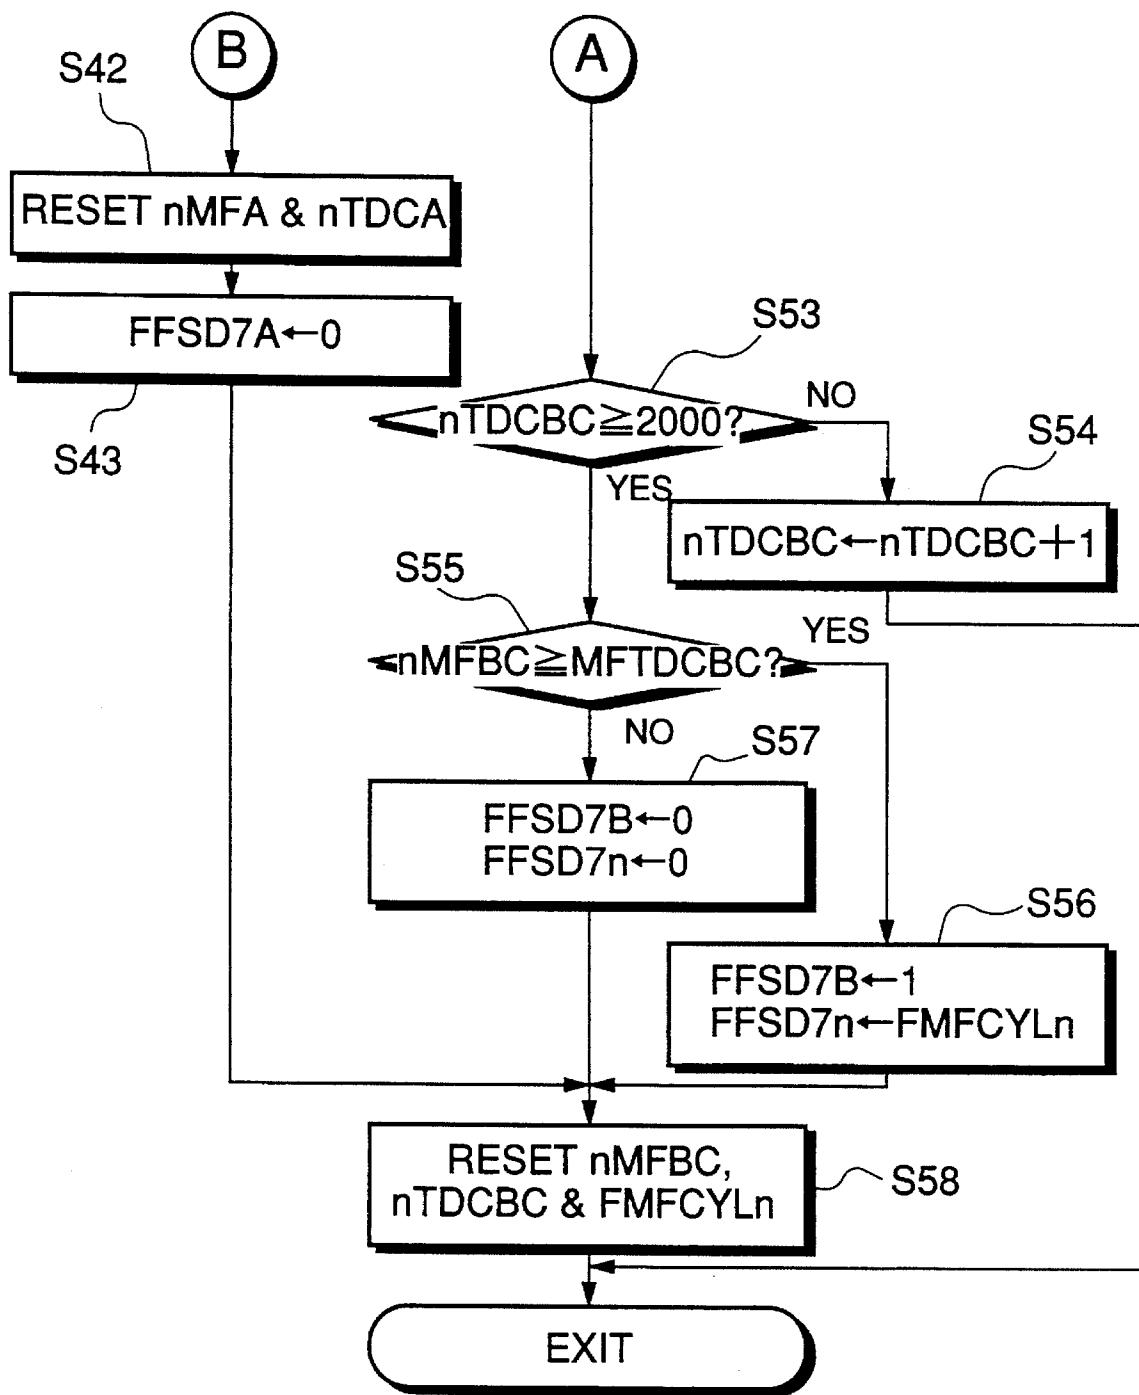 B
A
S42
RESET nMFA & nTDCA
FFSD7A←0
S43
S53
nTDCBC≧2000?
NO
YES
S54
nTDCBC←nTDCBC+1
S55
nMFBC≧MFTDCBC?
YES
NO
S57
FFSD7B←0
FFSD7n←0
S56
FFSD7B←1
FFSD7n←FMFCYLn
RESET nMFBC,
nTDCBC & FMFCYLn
S58
EXIT